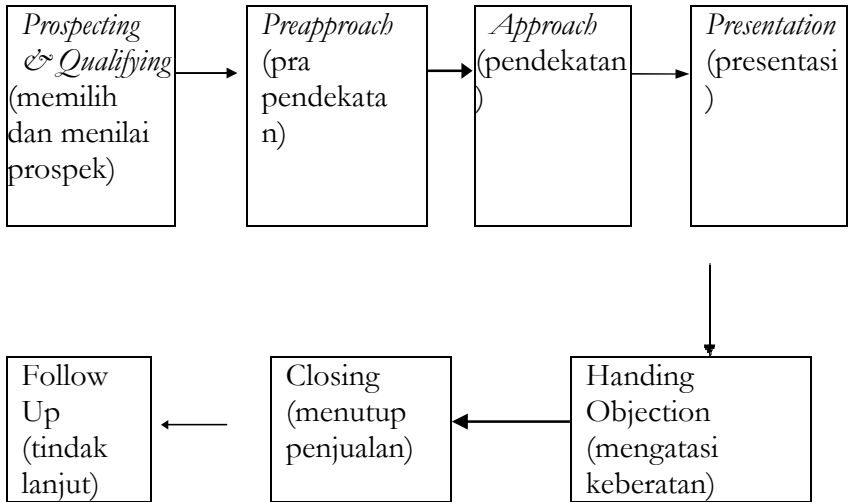 Prospecting
& Qualifying
(memilih
dan menilai
prospek)
Preapproach
(pra
pendekata
n)
Approach
(pendekatan
)
Presentation
(presentasi
)
Handing
Objection
(mengatasi
keberatan)
Closing
(menutup
penjualan)
Follow
Up
(tindak
lanjut)